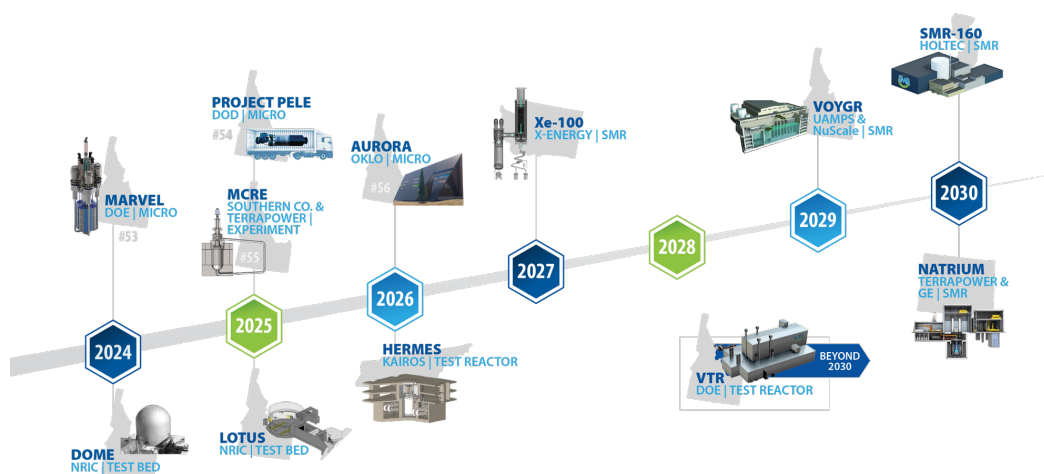 MARVEL
DOE | MICRO
#53
2024
DOME
NRIC | TEST BED
PROJECT PELE
DOD | MICRO
#54
MCRE
SOUTHERN CO. &
TERRAPOWER |
EXPERIMENT
#55
2025
LOTUS
NRIC | TEST BED
AURORA
OKLO | MICRO
#56
2026
HERMES
KAIROS | TEST REACTOR
Xe-100
X-ENERGY | SMR
2027
2028
VOYGR
UAMPS &
NuScale | SMR
2029
VTR
DOE | TEST REACTOR
BEYOND
2030
SMR-160
HOLTEC | SMR
2030
NATRIUM
TERRAPOWER &
GE | SMR